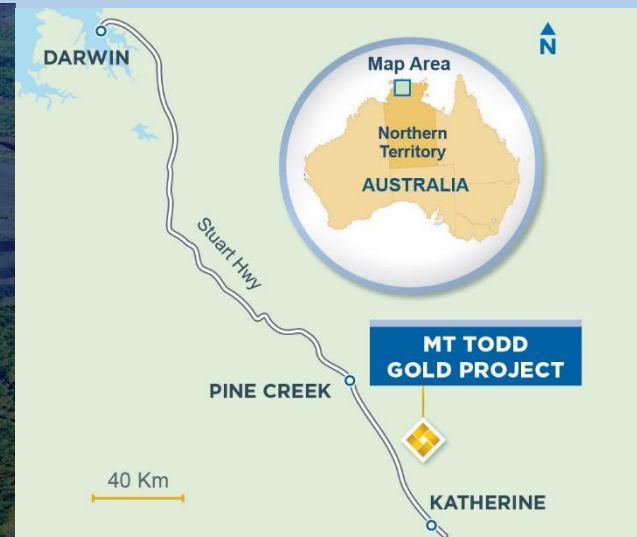 DARWIN
N
Map Area
Northern
Territory
AUSTRALIA
Stuart Hwy
MT TODD
GOLD PROJECT
PINE CREEK
40 Km
KATHERINE